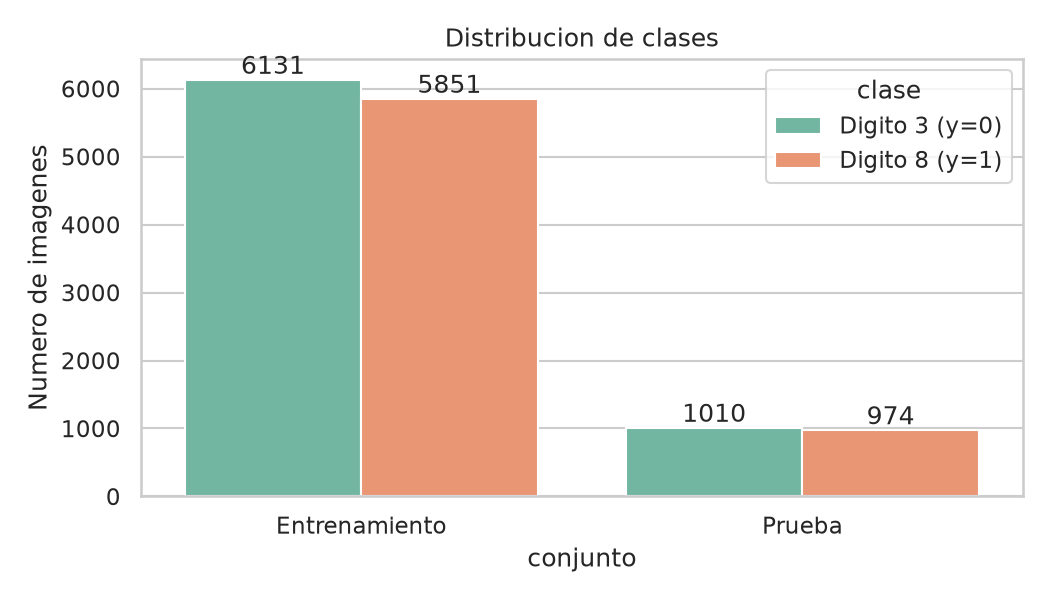 Distribucion de clases
6131
5851
1010
974
clase
Digito 3 (y=0)
Digito 8 (y=1)
Numero de imagenes
6000
5000
4000
3000
2000
1000
0
Entrenamiento
Prueba
conjunto